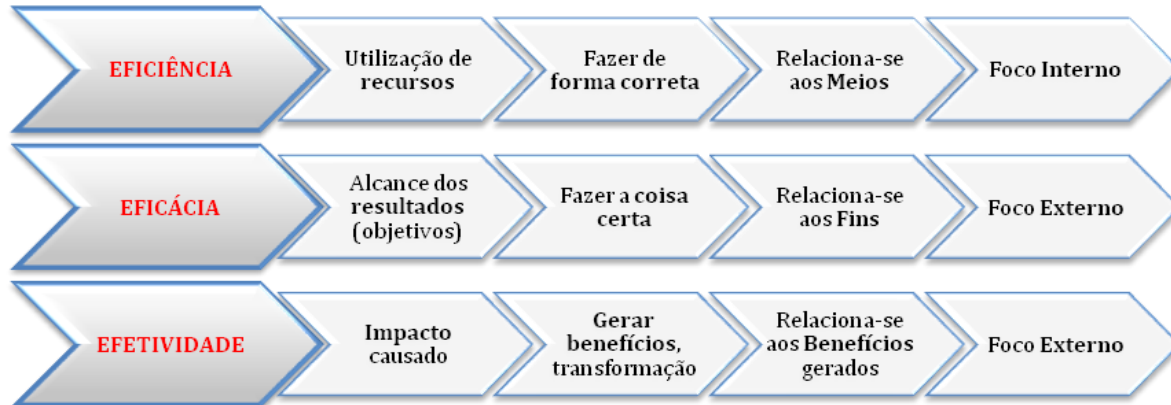 EFICIÊNCIA
Utilização de
recursos
Fazer de
forma correta
Relaciona-se
aos Meios
Foco Interno
EFICÁCIA
Alcance dos
resultados
(objetivos)
Fazer a coisa
certa
Relaciona-se
aos Fins
Foco Externo
EFETIVIDADE
Impacto
causado
Gerar
benefícios,
transformação
Relaciona-se
aos Benefícios
gerados
Foco Externo